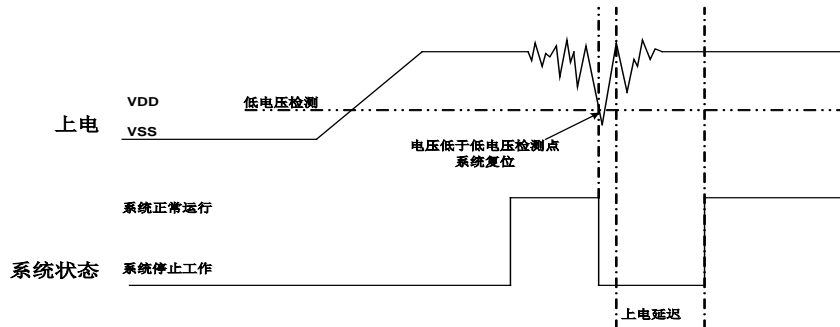 VDD
低电压检测
上电
VSS
电压低于低电压检测点
系统复位
系统正常运行
系统状态
系统停止工作
上电延迟